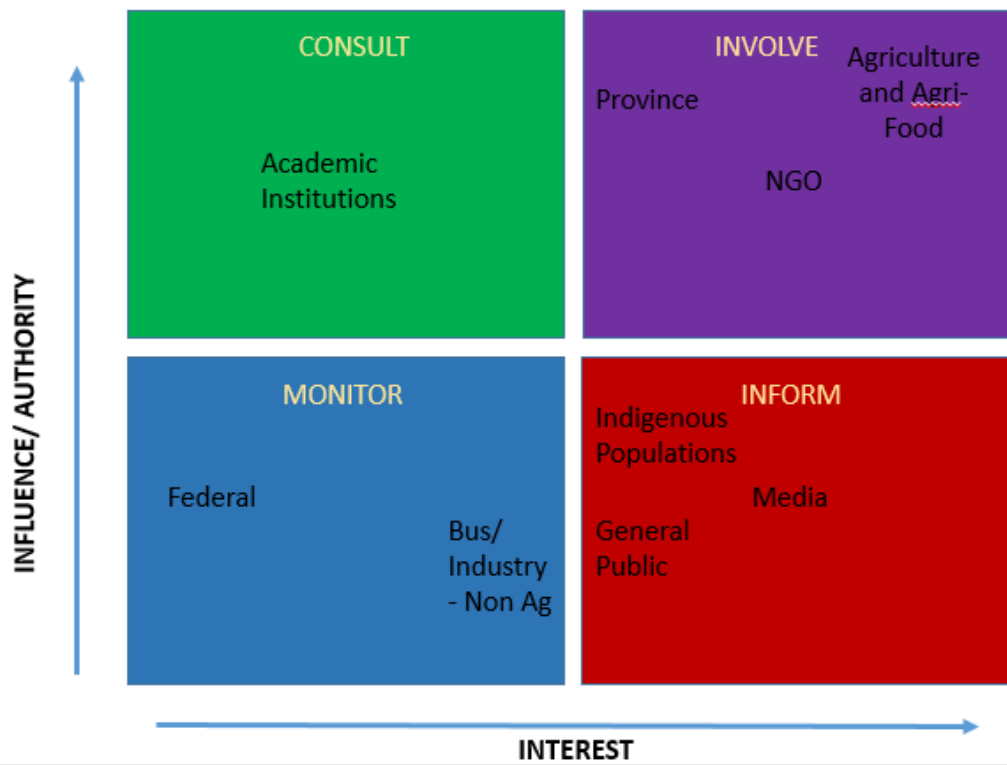 CONSULT
Academic
Institutions
INVOLVE
Agriculture
and Agri-
Food
Province
NGO
MONITOR
Federal
Bus/
Industry
- Non Ag
INFORM
Indigenous
Populations
Media
General
Public
INFLUENCE/ AUTHORITY
INTEREST